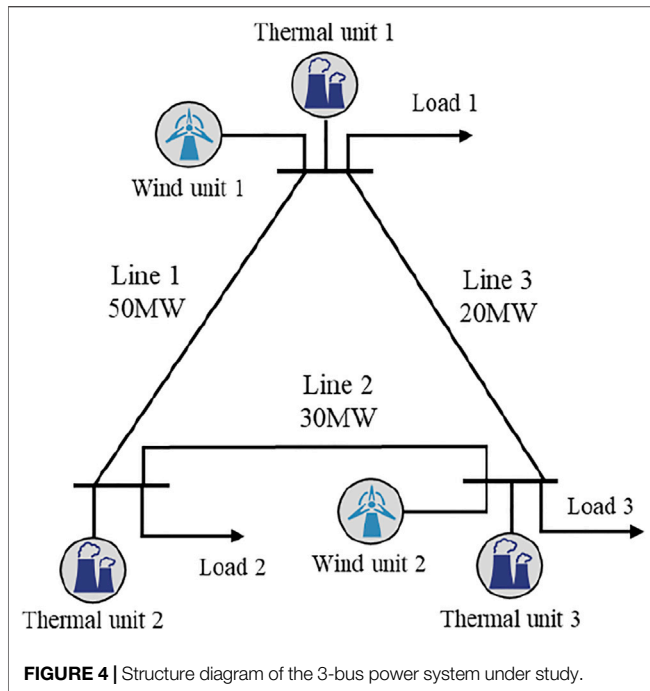 Thermal unit 1
Load 1
Wind unit 1
Line 1
50MW
Line 3
20MW
Line 2
30MW
Load 2
Wind unit 2
Load 3
Thermal unit 2
Thermal unit 3
FIGURE 4 | Structure diagram of the 3-bus power system under study.